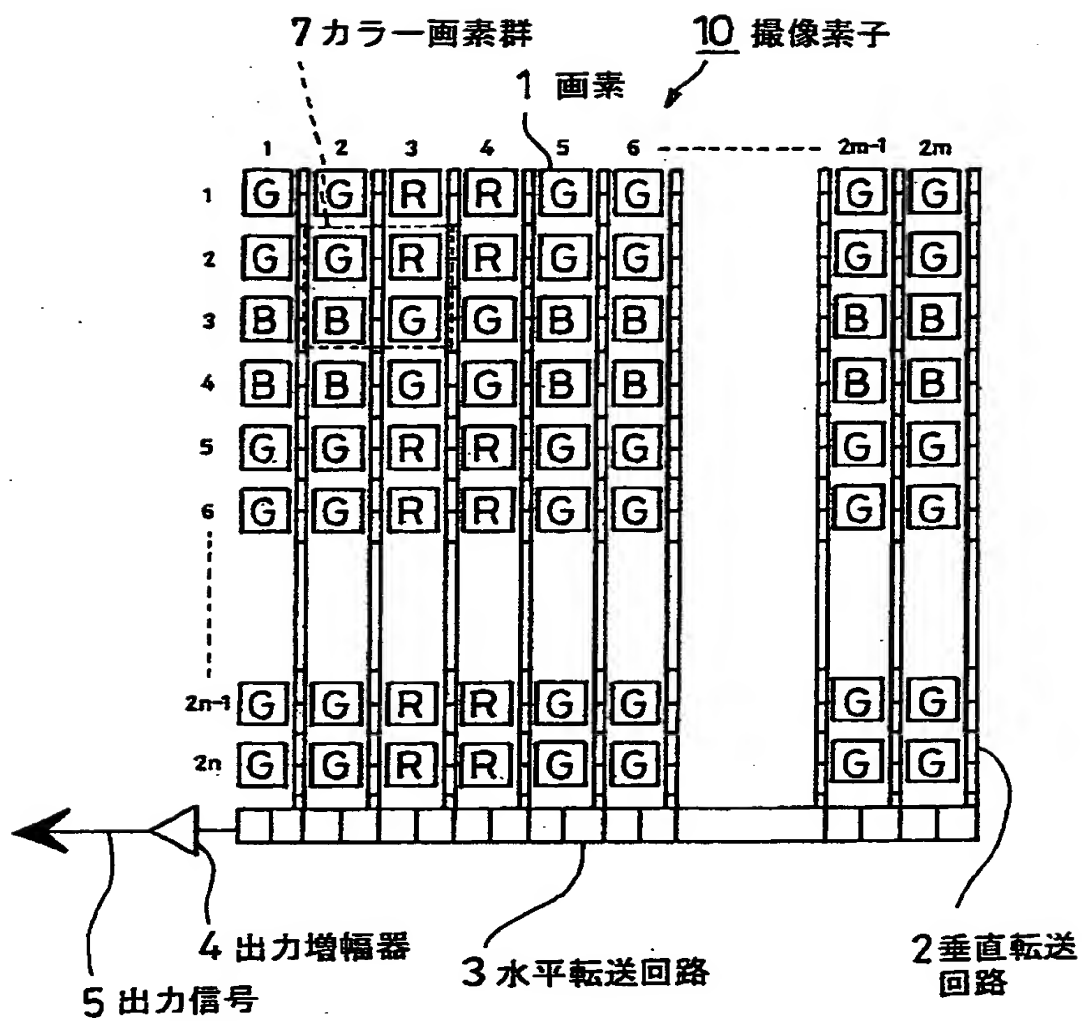 7 カラー画素群
10 撮像素子
1 画素
1 2 3 4 5 6 2m-1 2m
1 G G R R G G G G
2 G G R R G G G G
3 B B G G B B B B
4 B B G G B B B B
5 G G R R G G G G
6 G G R R G G G G
2n-1 G G R R G G G G
2n G G R R G G G G
4 出力増幅器
3 水平転送回路
2 垂直転送
回路
5 出力信号